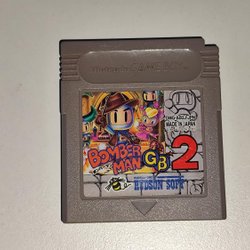 Nintendo GAME BOY
MADE IN JAPAN
BOMBER
MAN GB 2
HUDSON SOFT